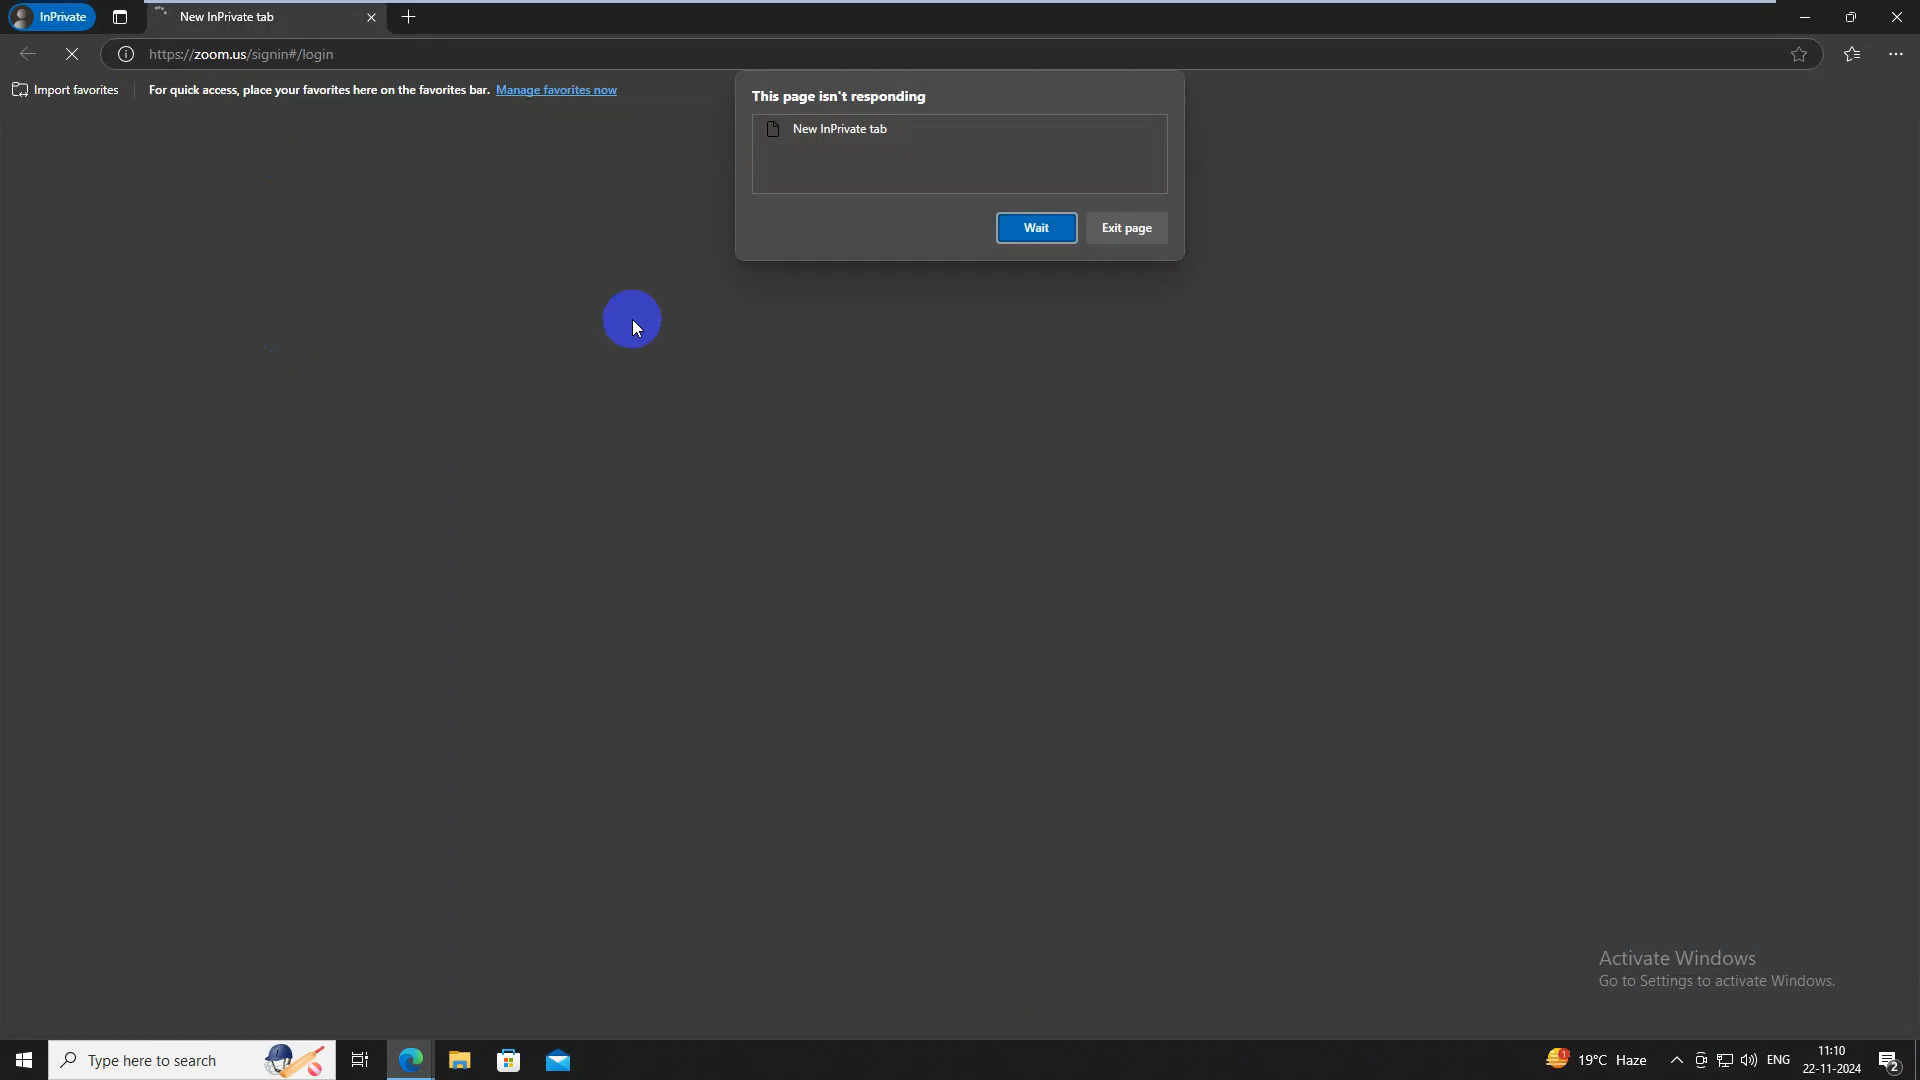 InPrivate
New InPrivate tab
https://zoom.us/signin#/login
Import favorites
For quick access, place your favorites here on the favorites bar. Manage favorites now
This page isn't responding
New InPrivate tab
Wait
Exit page
Activate Windows
Go to Settings to activate Windows.
Type here to search
1
19°C Haze
ENG
11:10
22-11-2024
2